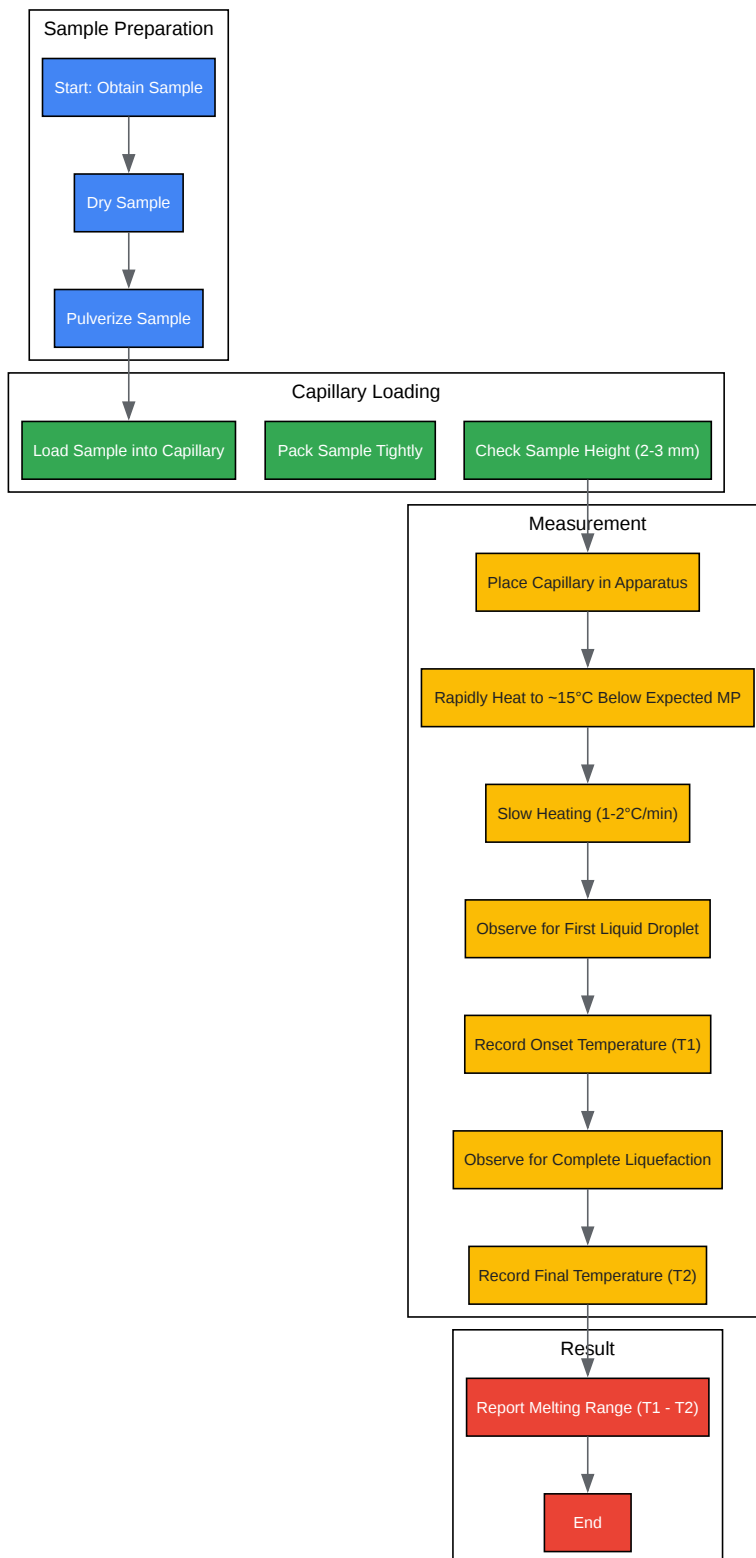 Sample Preparation
Start: Obtain Sample
Dry Sample
Pulverize Sample
Capillary Loading
Load Sample into Capillary
Pack Sample Tightly
Check Sample Height (2-3 mm)
Measurement
Place Capillary in Apparatus
Rapidly Heat to ~15°C Below Expected MP
Slow Heating (1-2°C/min)
Observe for First Liquid Droplet
Record Onset Temperature (T1)
Observe for Complete Liquefaction
Record Final Temperature (T2)
Result
Report Melting Range (T1 - T2)
End